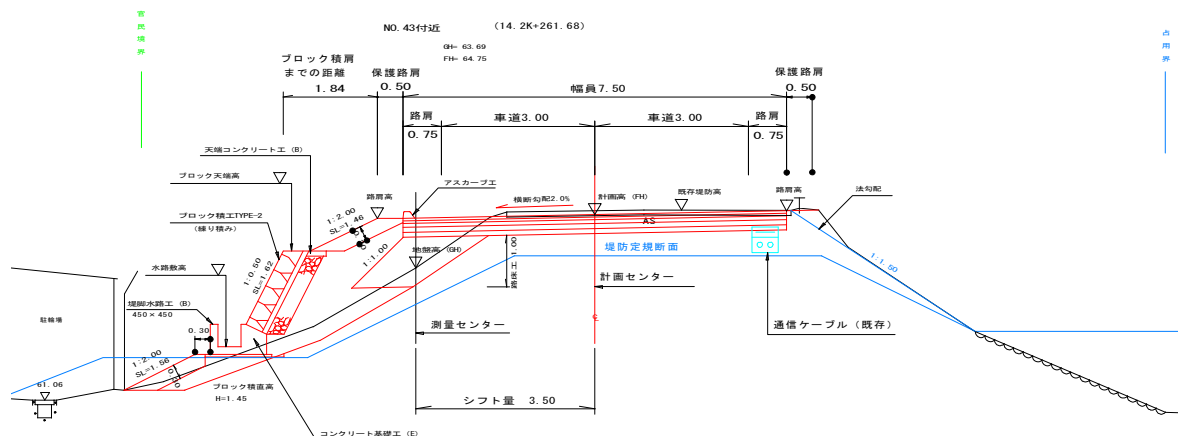 NO.43付近 (14.2K+261.68)
GH= 63.69
FH= 64.75
官民境界
占用界
ブロック積肩
までの距離
1.84
保護路肩
0.50
幅員7.50
保護路肩
0.50
路肩
0.75
車道3.00
車道3.00
路肩
0.75
天端コンクリート工 (B)
ブロック天端高
ブロック積工TYPE-2
(練り積み)
水路敷高
堤脚水路工 (B)
450×450
0.30
駐輪場
61.06
1:2.00
SL=1.56
0.50
ブロック積直高
H=1.45
コンクリート基礎工 (E)
1:0.50
SL=1.62
1:2.00
SL=1.46
1:1.00
路肩高
アスカーブエ
地盤高 (GH)
横断勾配2.0%
計画高 (FH)
既存堤防高
路肩高
法勾配
AS
路床工 1.00
堤防定規断面
1:1.50
計画センター
測量センター
通信ケーブル (既存)
℄
シフト量 3.50